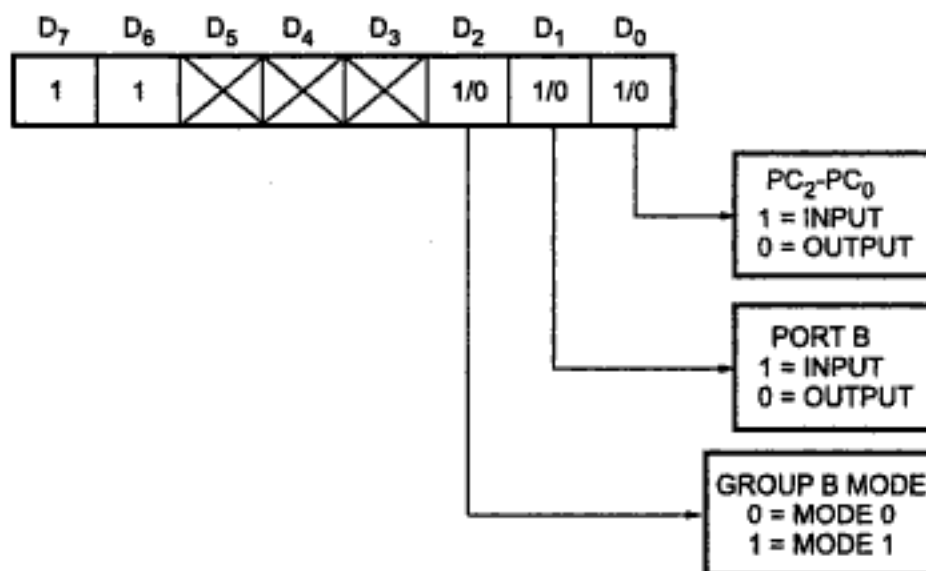 D7 D6 D5 D4 D3 D2 D1 D0
1 1 1/0 1/0 1/0
PC2-PC0
1 = INPUT
0 = OUTPUT
PORT B
1 = INPUT
0 = OUTPUT
GROUP B MODE
0 = MODE 0
1 = MODE 1